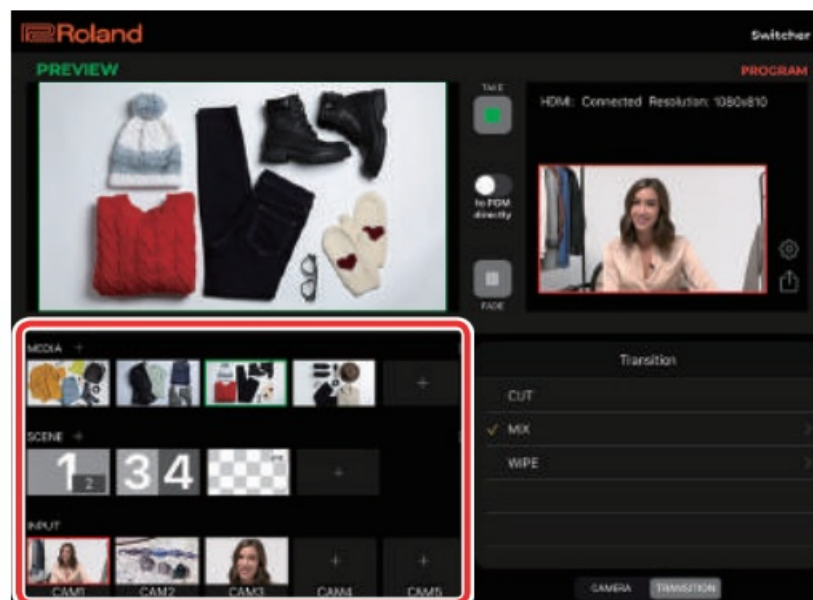 Roland
Switcher
PREVIEW
PROGRAM
TAKE
HDMI: Connected Resolution: 1080x810
to PGM
directly
FADE
MEDIA +
+
Transition
CUT
SCENE +
MIX
1 2
3 4
+
WIPE
INPUT
+
+
CAM1
CAM2
CAM3
CAM4
CAM5
CAMERA
TRANSITION